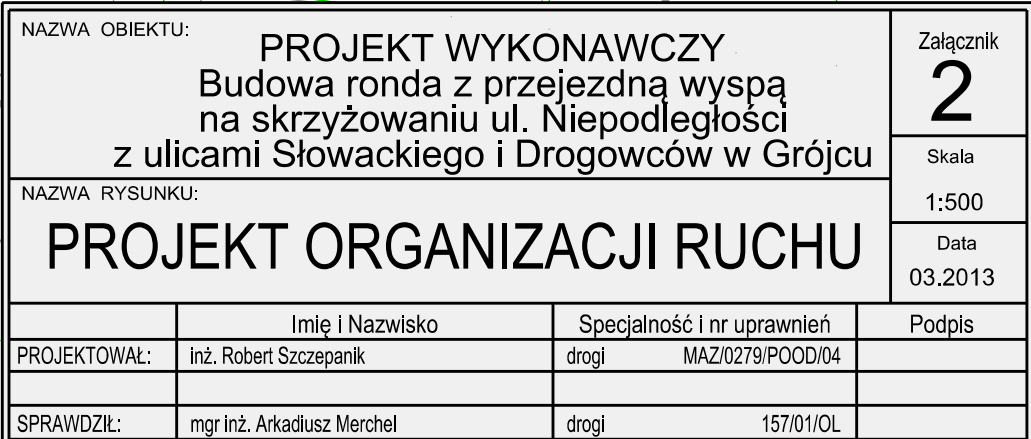 NAZWA OBIEKTU:
PROJEKT WYKONAWCZY
Budowa ronda z przejezdną wyspą
na skrzyżowaniu ul. Niepodległości
z ulicami Słowackiego i Drogowców w Grójcu
Załącznik
2
Skala
1:500
NAZWA RYSUNKU:
PROJEKT ORGANIZACJI RUCHU
Data
03.2013
Imię i Nazwisko Specjalność i nr uprawnień Podpis
PROJEKTOWAŁ: inż. Robert Szczepanik drogi MAZ/0279/POOD/04
SPRAWDZIŁ: mgr inż. Arkadiusz Merchel drogi 157/01/OL